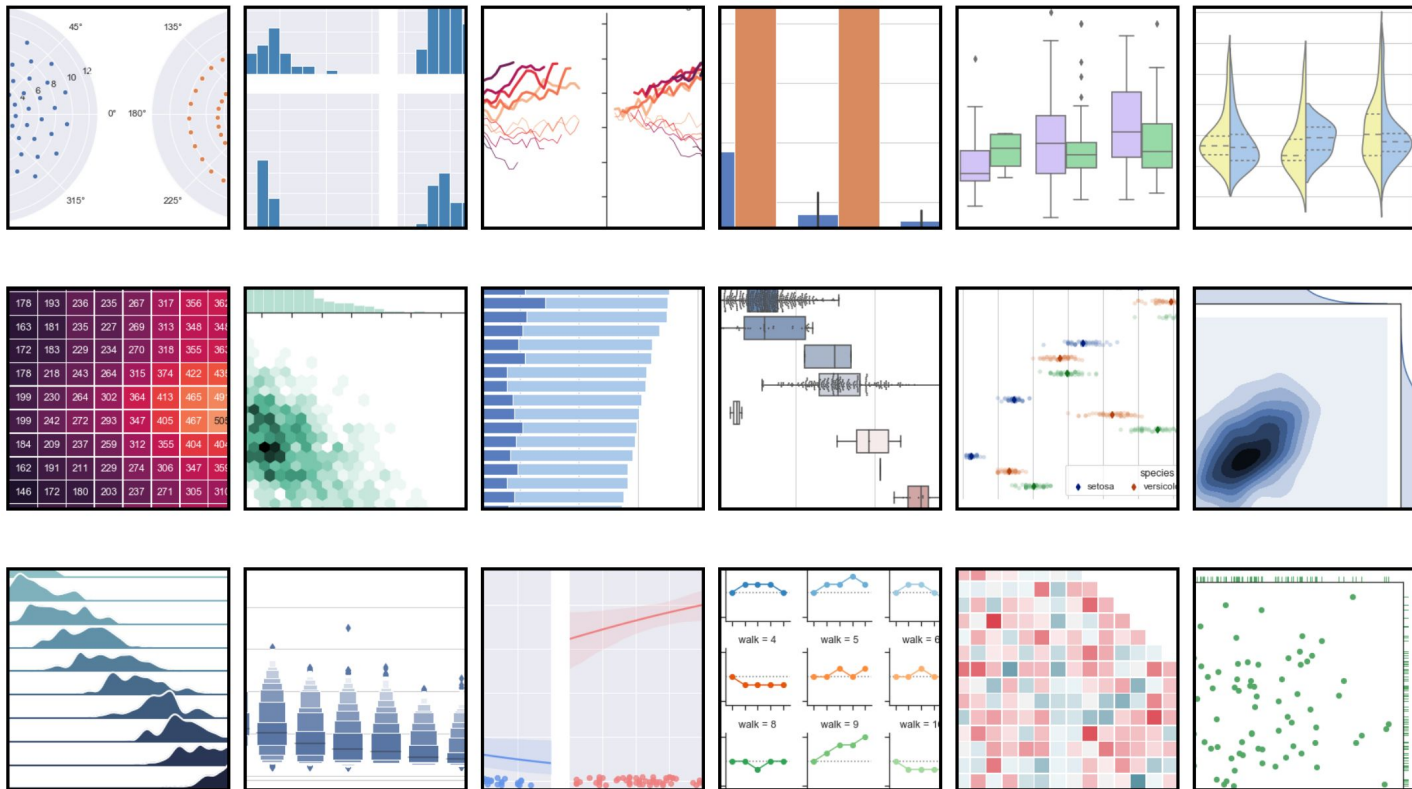 45° 135°
10 12
8
6
4
0° 180°
315° 225°
178 193 236 235 267 317 356
163 181 235 227 269 313 348
172 183 229 234 270 318 355
178 218 243 264 315 374 422
199 230 264 302 364 413 465
199 242 272 293 347 405 467
184 209 237 259 312 355 404
162 191 211 229 274 306 347
146 172 180 203 237 271 305
species
setosa
walk = 4 walk = 5 walk = 6
walk = 8 walk = 9